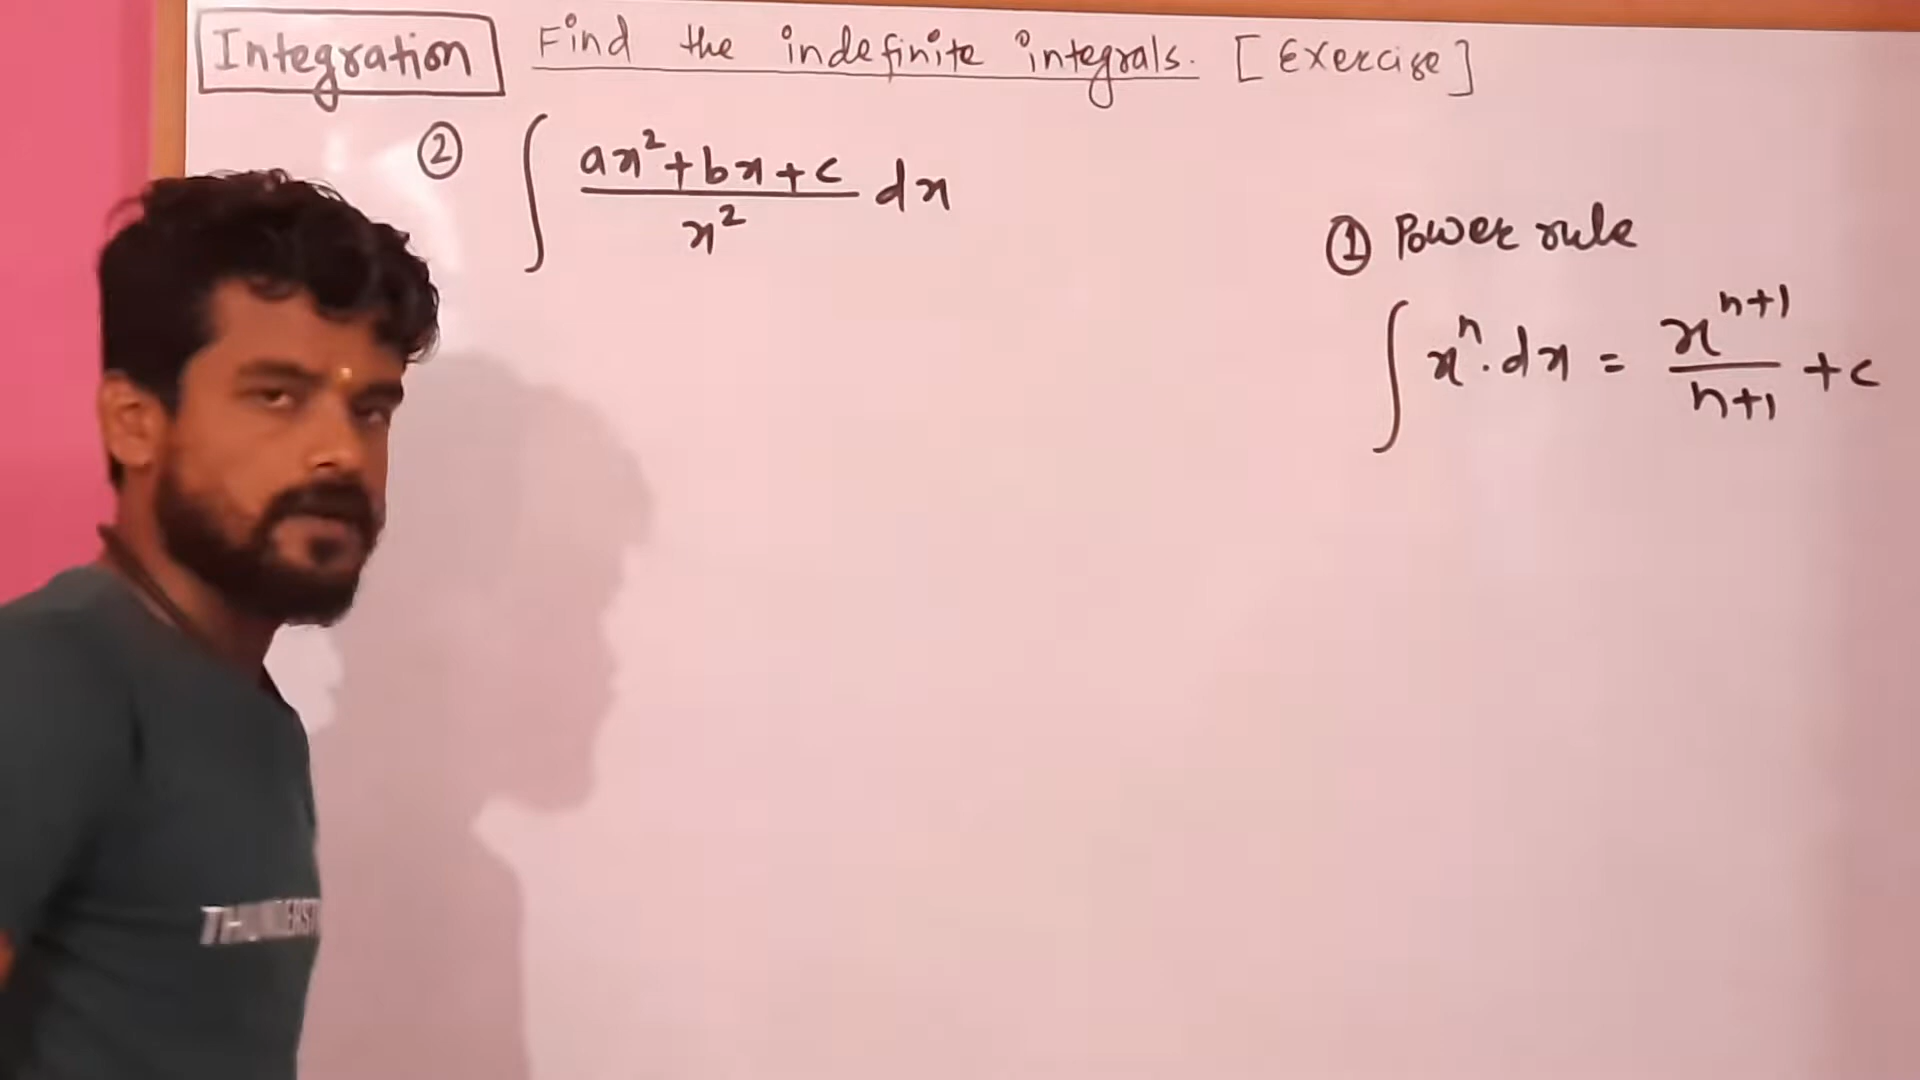 Integration Find the indefinite integrals. [Exercise]
② ∫ (ax²+bx+c)/x² dx
① Power rule
∫ xⁿ.dx = xⁿ⁺¹/(n+1) +c